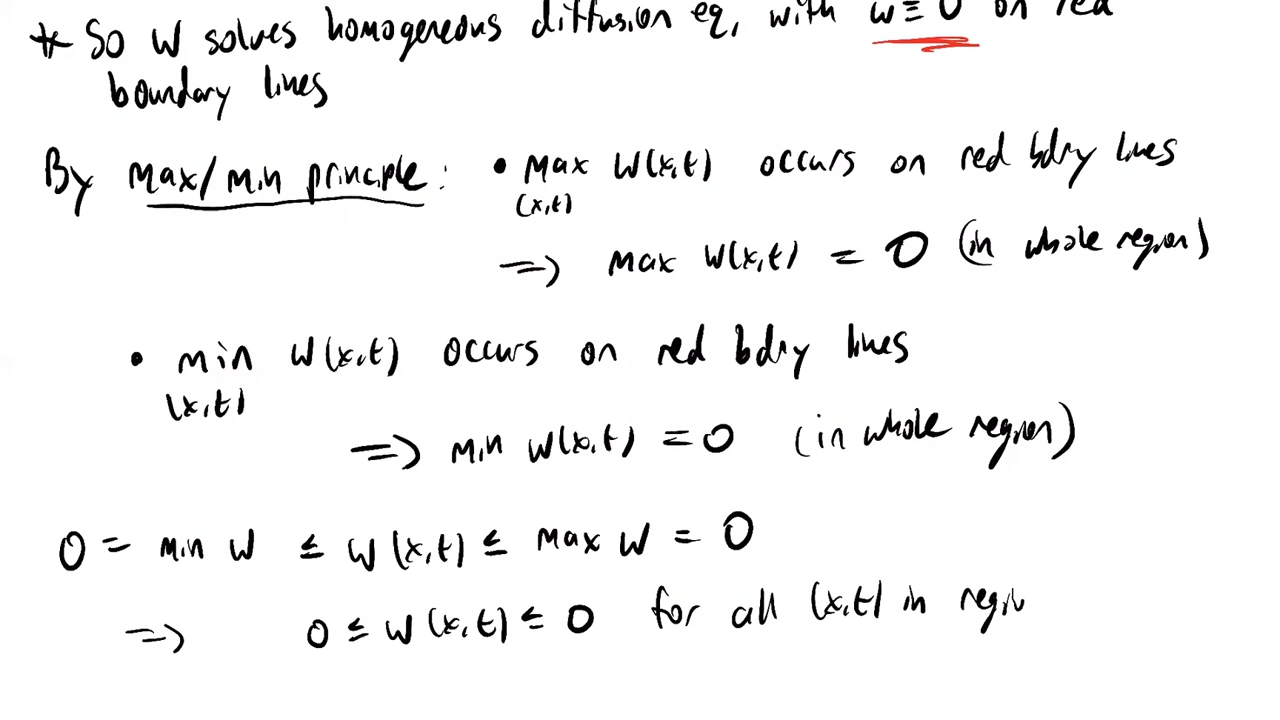 * So w solves homogeneous diffusion eq, with w ≡ 0 on red
boundary lines
By max/min principle: • max w(x,t) occurs on red bdry lines
(x,t)
=> max w(x,t) = 0 (in whole region)
• min w(x,t) occurs on red bdry lines
(x,t)
=> min w(x,t) = 0 (in whole region)
0 = min w ≤ w(x,t) ≤ max w = 0
=> 0 ≤ w(x,t) ≤ 0 for all (x,t) in regio